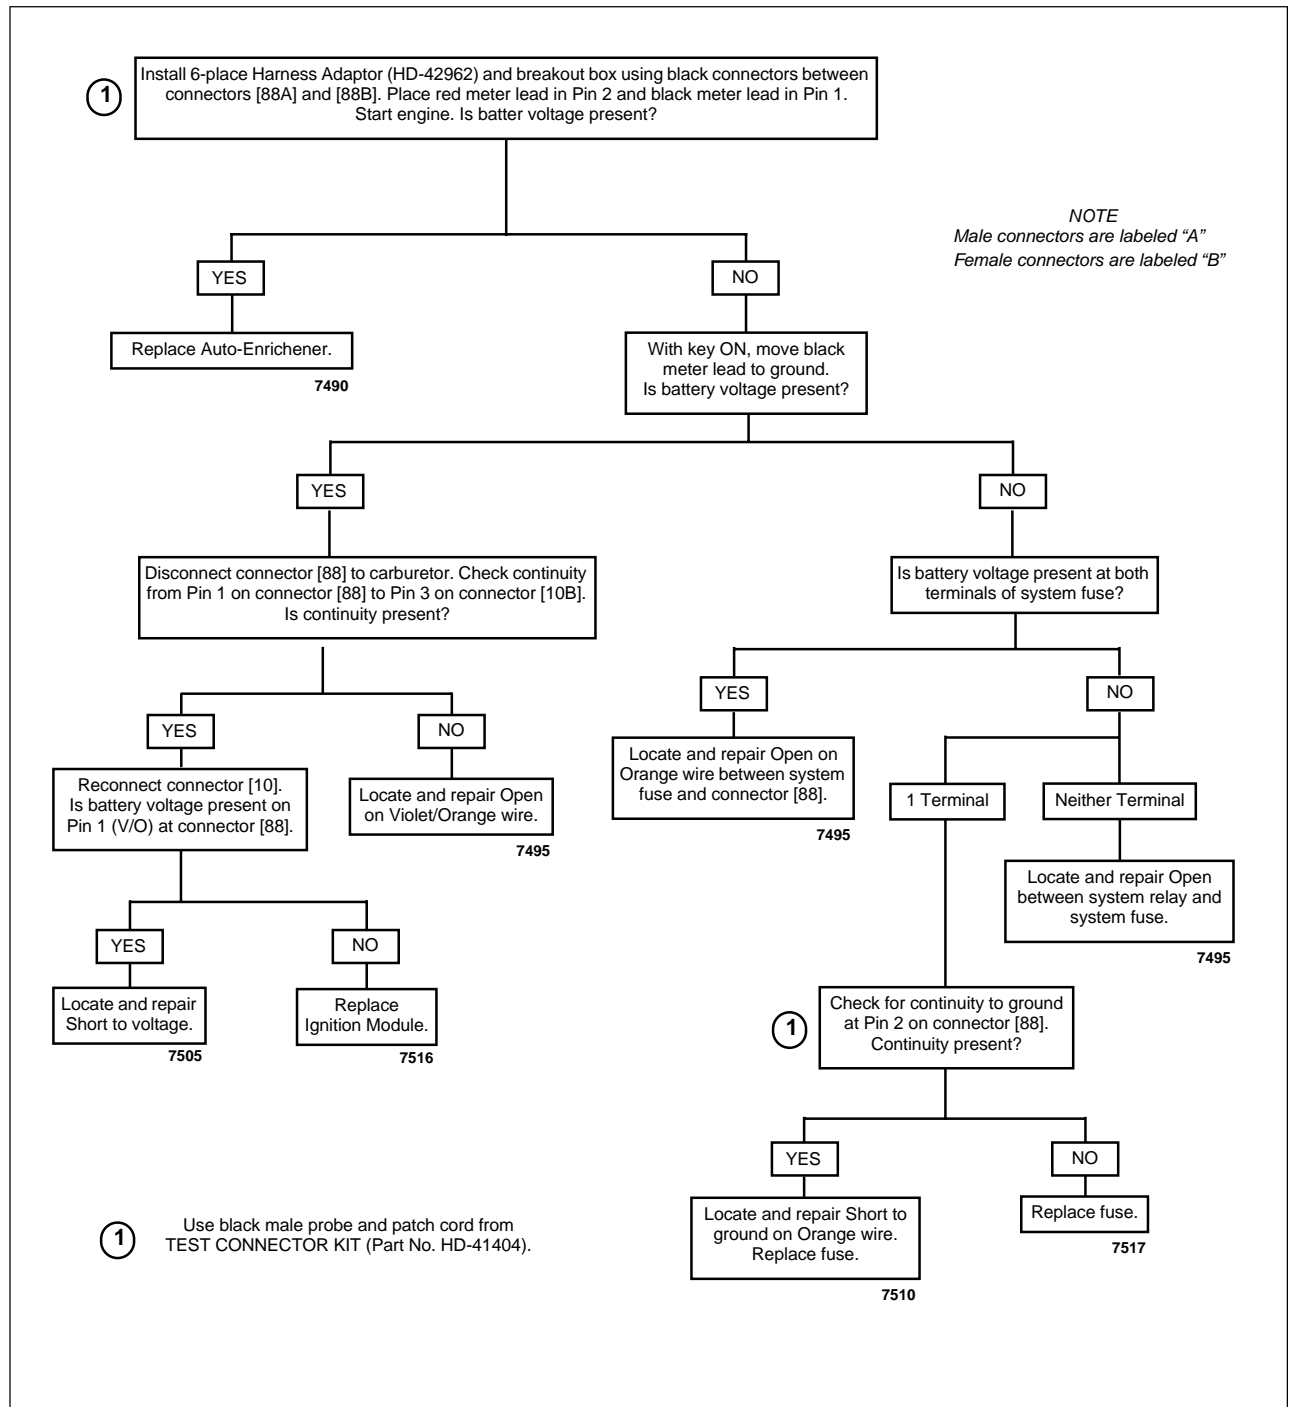 1
Install 6-place Harness Adaptor (HD-42962) and breakout box using black connectors between
connectors [88A] and [88B]. Place red meter lead in Pin 2 and black meter lead in Pin 1.
Start engine. Is batter voltage present?
NOTE
Male connectors are labeled “A”
Female connectors are labeled “B”
YES
NO
Replace Auto-Enrichener.
7490
With key ON, move black
meter lead to ground.
Is battery voltage present?
YES
NO
Disconnect connector [88] to carburetor. Check continuity
from Pin 1 on connector [88] to Pin 3 on connector [10B].
Is continuity present?
Is battery voltage present at both
terminals of system fuse?
YES
NO
YES
NO
Reconnect connector [10].
Is battery voltage present on
Pin 1 (V/O) at connector [88].
Locate and repair Open
on Violet/Orange wire.
7495
Locate and repair Open on
Orange wire between system
fuse and connector [88].
7495
1 Terminal
Neither Terminal
Locate and repair Open
between system relay and
system fuse.
7495
YES
NO
Locate and repair
Short to voltage.
7505
Replace
Ignition Module.
7516
1
Check for continuity to ground
at Pin 2 on connector [88].
Continuity present?
YES
NO
Locate and repair Short to
ground on Orange wire.
Replace fuse.
7510
Replace fuse.
7517
1
Use black male probe and patch cord from
TEST CONNECTOR KIT (Part No. HD-41404).